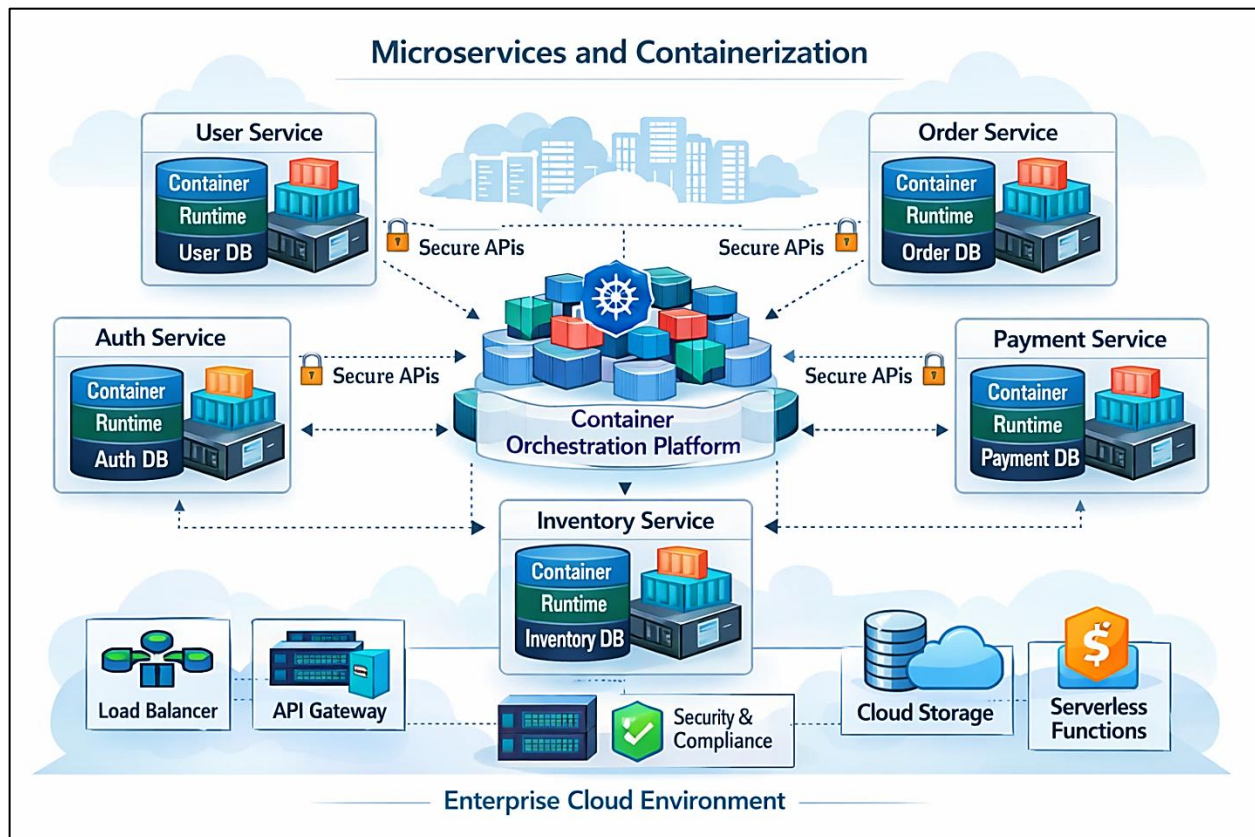 Microservices and Containerization
User Service
Container
Runtime
User DB
Order Service
Container
Runtime
Order DB
Secure APIs
Secure APIs
Auth Service
Container
Runtime
Auth DB
Secure APIs
Payment Service
Container
Runtime
Payment DB
Secure APIs
Container
Orchestration Platform
Inventory Service
Container
Runtime
Inventory DB
Load Balancer
API Gateway
Security &
Compliance
Cloud Storage
Serverless
Functions
Enterprise Cloud Environment